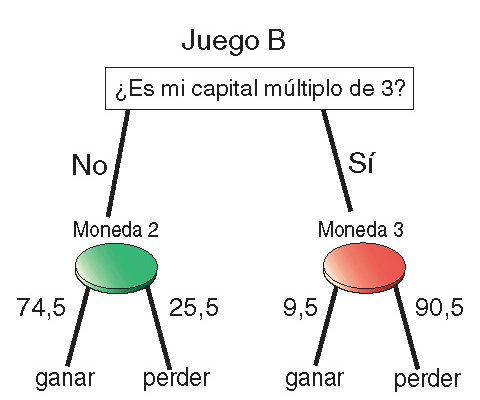 Juego B
¿Es mi capital múltiplo de 3?
No
Sí
Moneda 2
Moneda 3
74,5
25,5
9,5
90,5
ganar
perder
ganar
perder